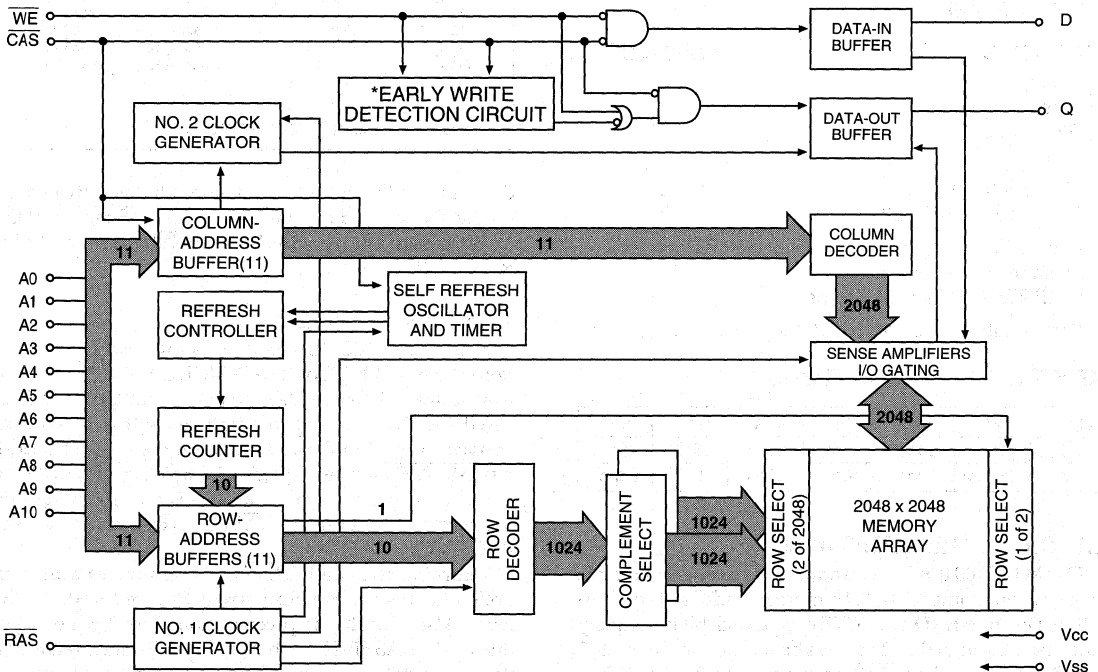 WE
CAS
DATA-IN
BUFFER
D
*EARLY WRITE
DETECTION CIRCUIT
NO. 2 CLOCK
GENERATOR
DATA-OUT
BUFFER
Q
COLUMN-
ADDRESS
BUFFER(11)
11
11
COLUMN
DECODER
A0
A1
A2
A3
A4
A5
A6
A7
A8
A9
A10
REFRESH
CONTROLLER
SELF REFRESH
OSCILLATOR
AND TIMER
2048
SENSE AMPLIFIERS
I/O GATING
2048
REFRESH
COUNTER
10
11
ROW-
ADDRESS
BUFFERS (11)
1
10
ROW
DECODER
1024
COMPLEMENT
SELECT
1024
1024
ROW SELECT
(2 of 2048)
2048 x 2048
MEMORY
ARRAY
ROW SELECT
(1 of 2)
RAS
NO. 1 CLOCK
GENERATOR
Vcc
Vss